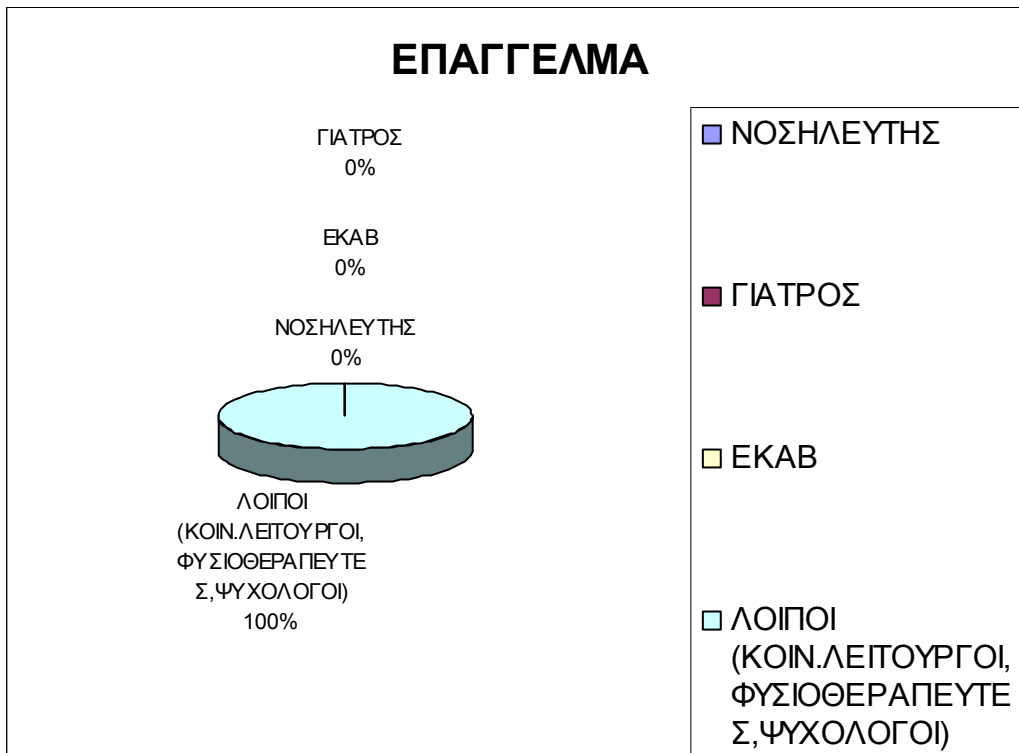 ΕΠΑΓΓΕΛΜΑ
ΓΙΑΤΡΟΣ
0%
ΕΚΑΒ
0%
ΝΟΣΗΛΕΥΤΗΣ
0%
ΛΟΙΠΟΙ
(ΚΟΙΝ.ΛΕΙΤΟΥΡΓΟΙ,
ΦΥΣΙΟΘΕΡΑΠΕΥΤΕ
Σ,ΨΥΧΟΛΟΓΟΙ)
100%
ΝΟΣΗΛΕΥΤΗΣ
ΓΙΑΤΡΟΣ
ΕΚΑΒ
ΛΟΙΠΟΙ
(ΚΟΙΝ.ΛΕΙΤΟΥΡΓΟΙ,
ΦΥΣΙΟΘΕΡΑΠΕΥΤΕ
Σ,ΨΥΧΟΛΟΓΟΙ)